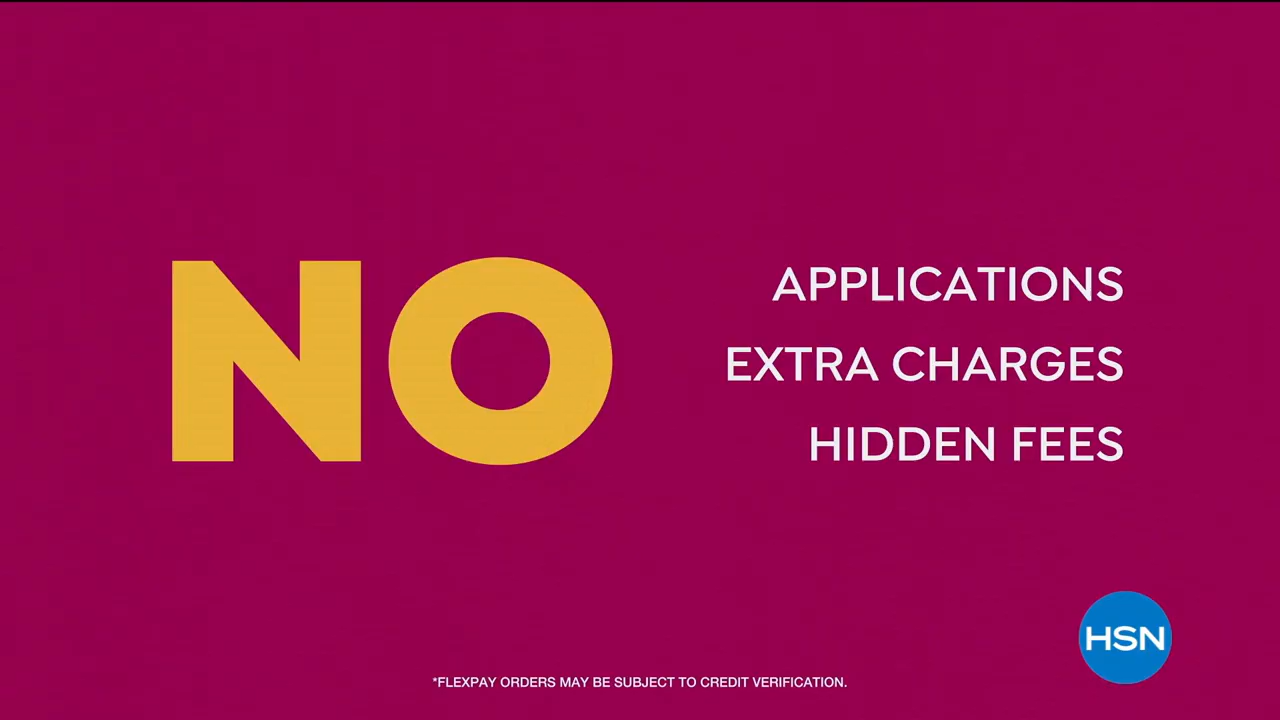 NO
APPLICATIONS
EXTRA CHARGES
HIDDEN FEES
HSN
*FLEXPAY ORDERS MAY BE SUBJECT TO CREDIT VERIFICATION.